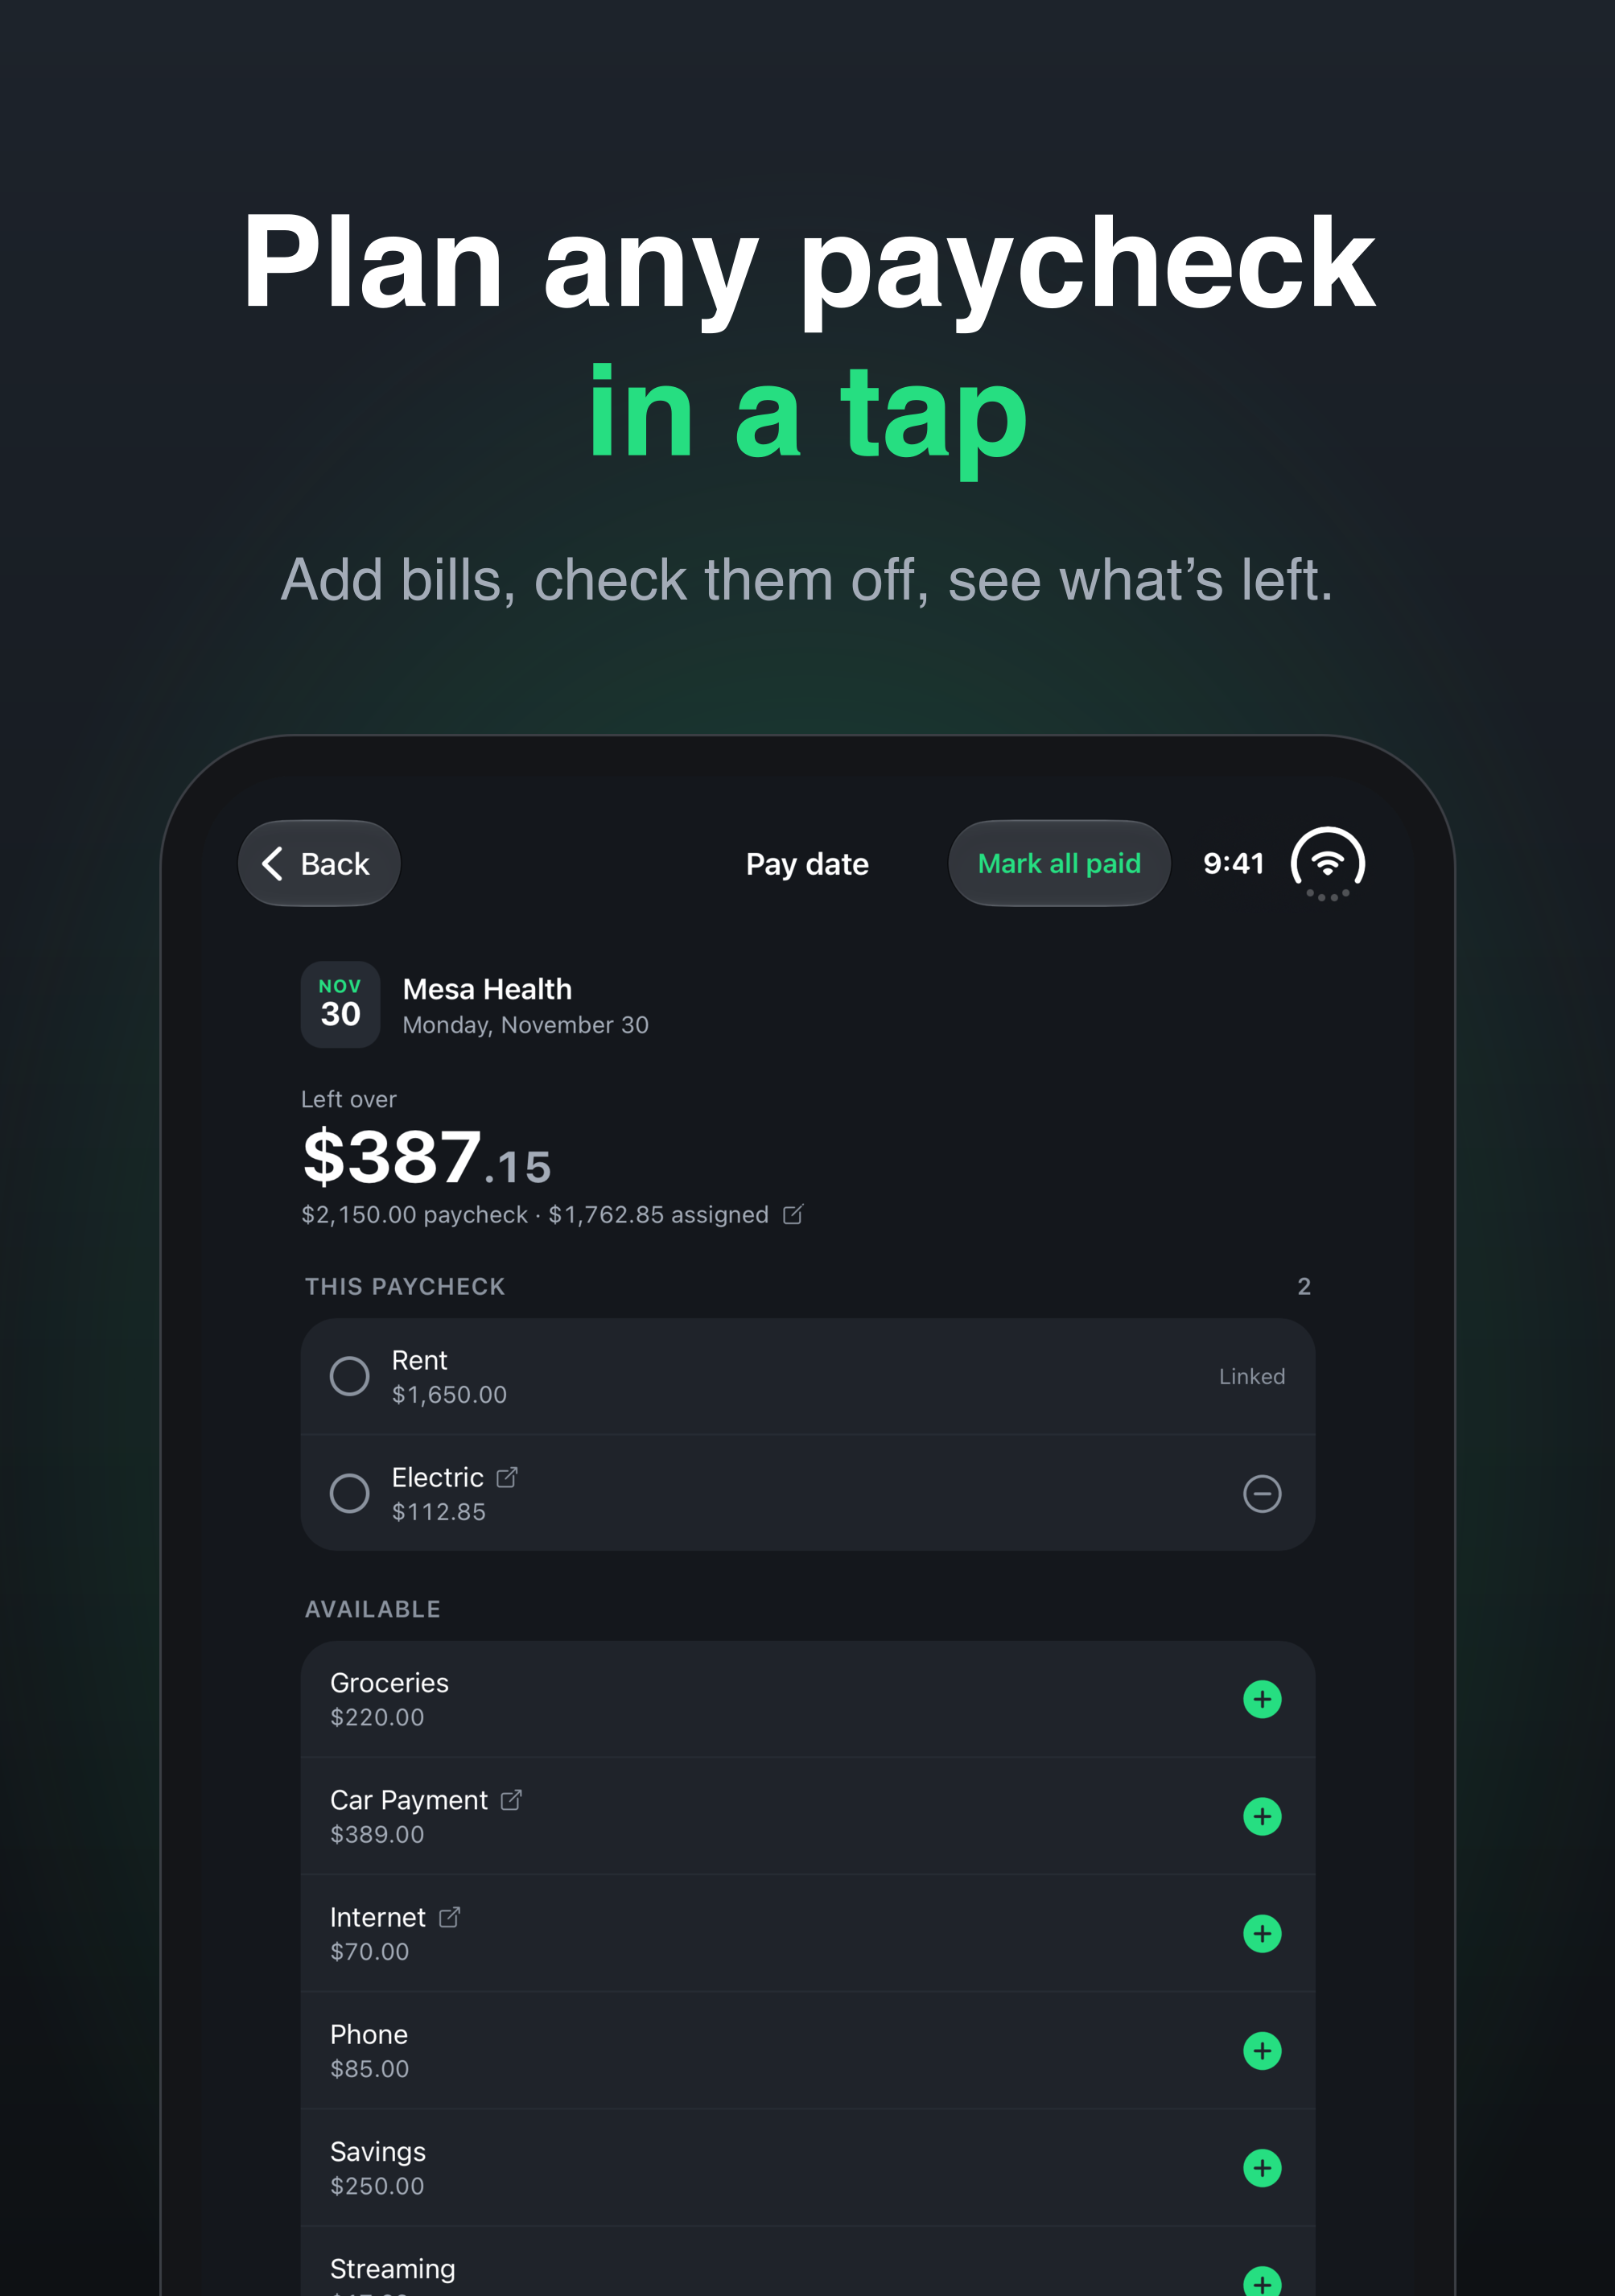 Plan any paycheck
in a tap
Add bills, check them off, see what’s left.
Back
Pay date
Mark all paid
9:41
NOV
30
Mesa Health
Monday, November 30
Left over
$387.15
$2,150.00 paycheck · $1,762.85 assigned
THIS PAYCHECK 2
Rent
$1,650.00
Linked
Electric
$112.85
AVAILABLE
Groceries
$220.00
Car Payment
$389.00
Internet
$70.00
Phone
$85.00
Savings
$250.00
Streaming